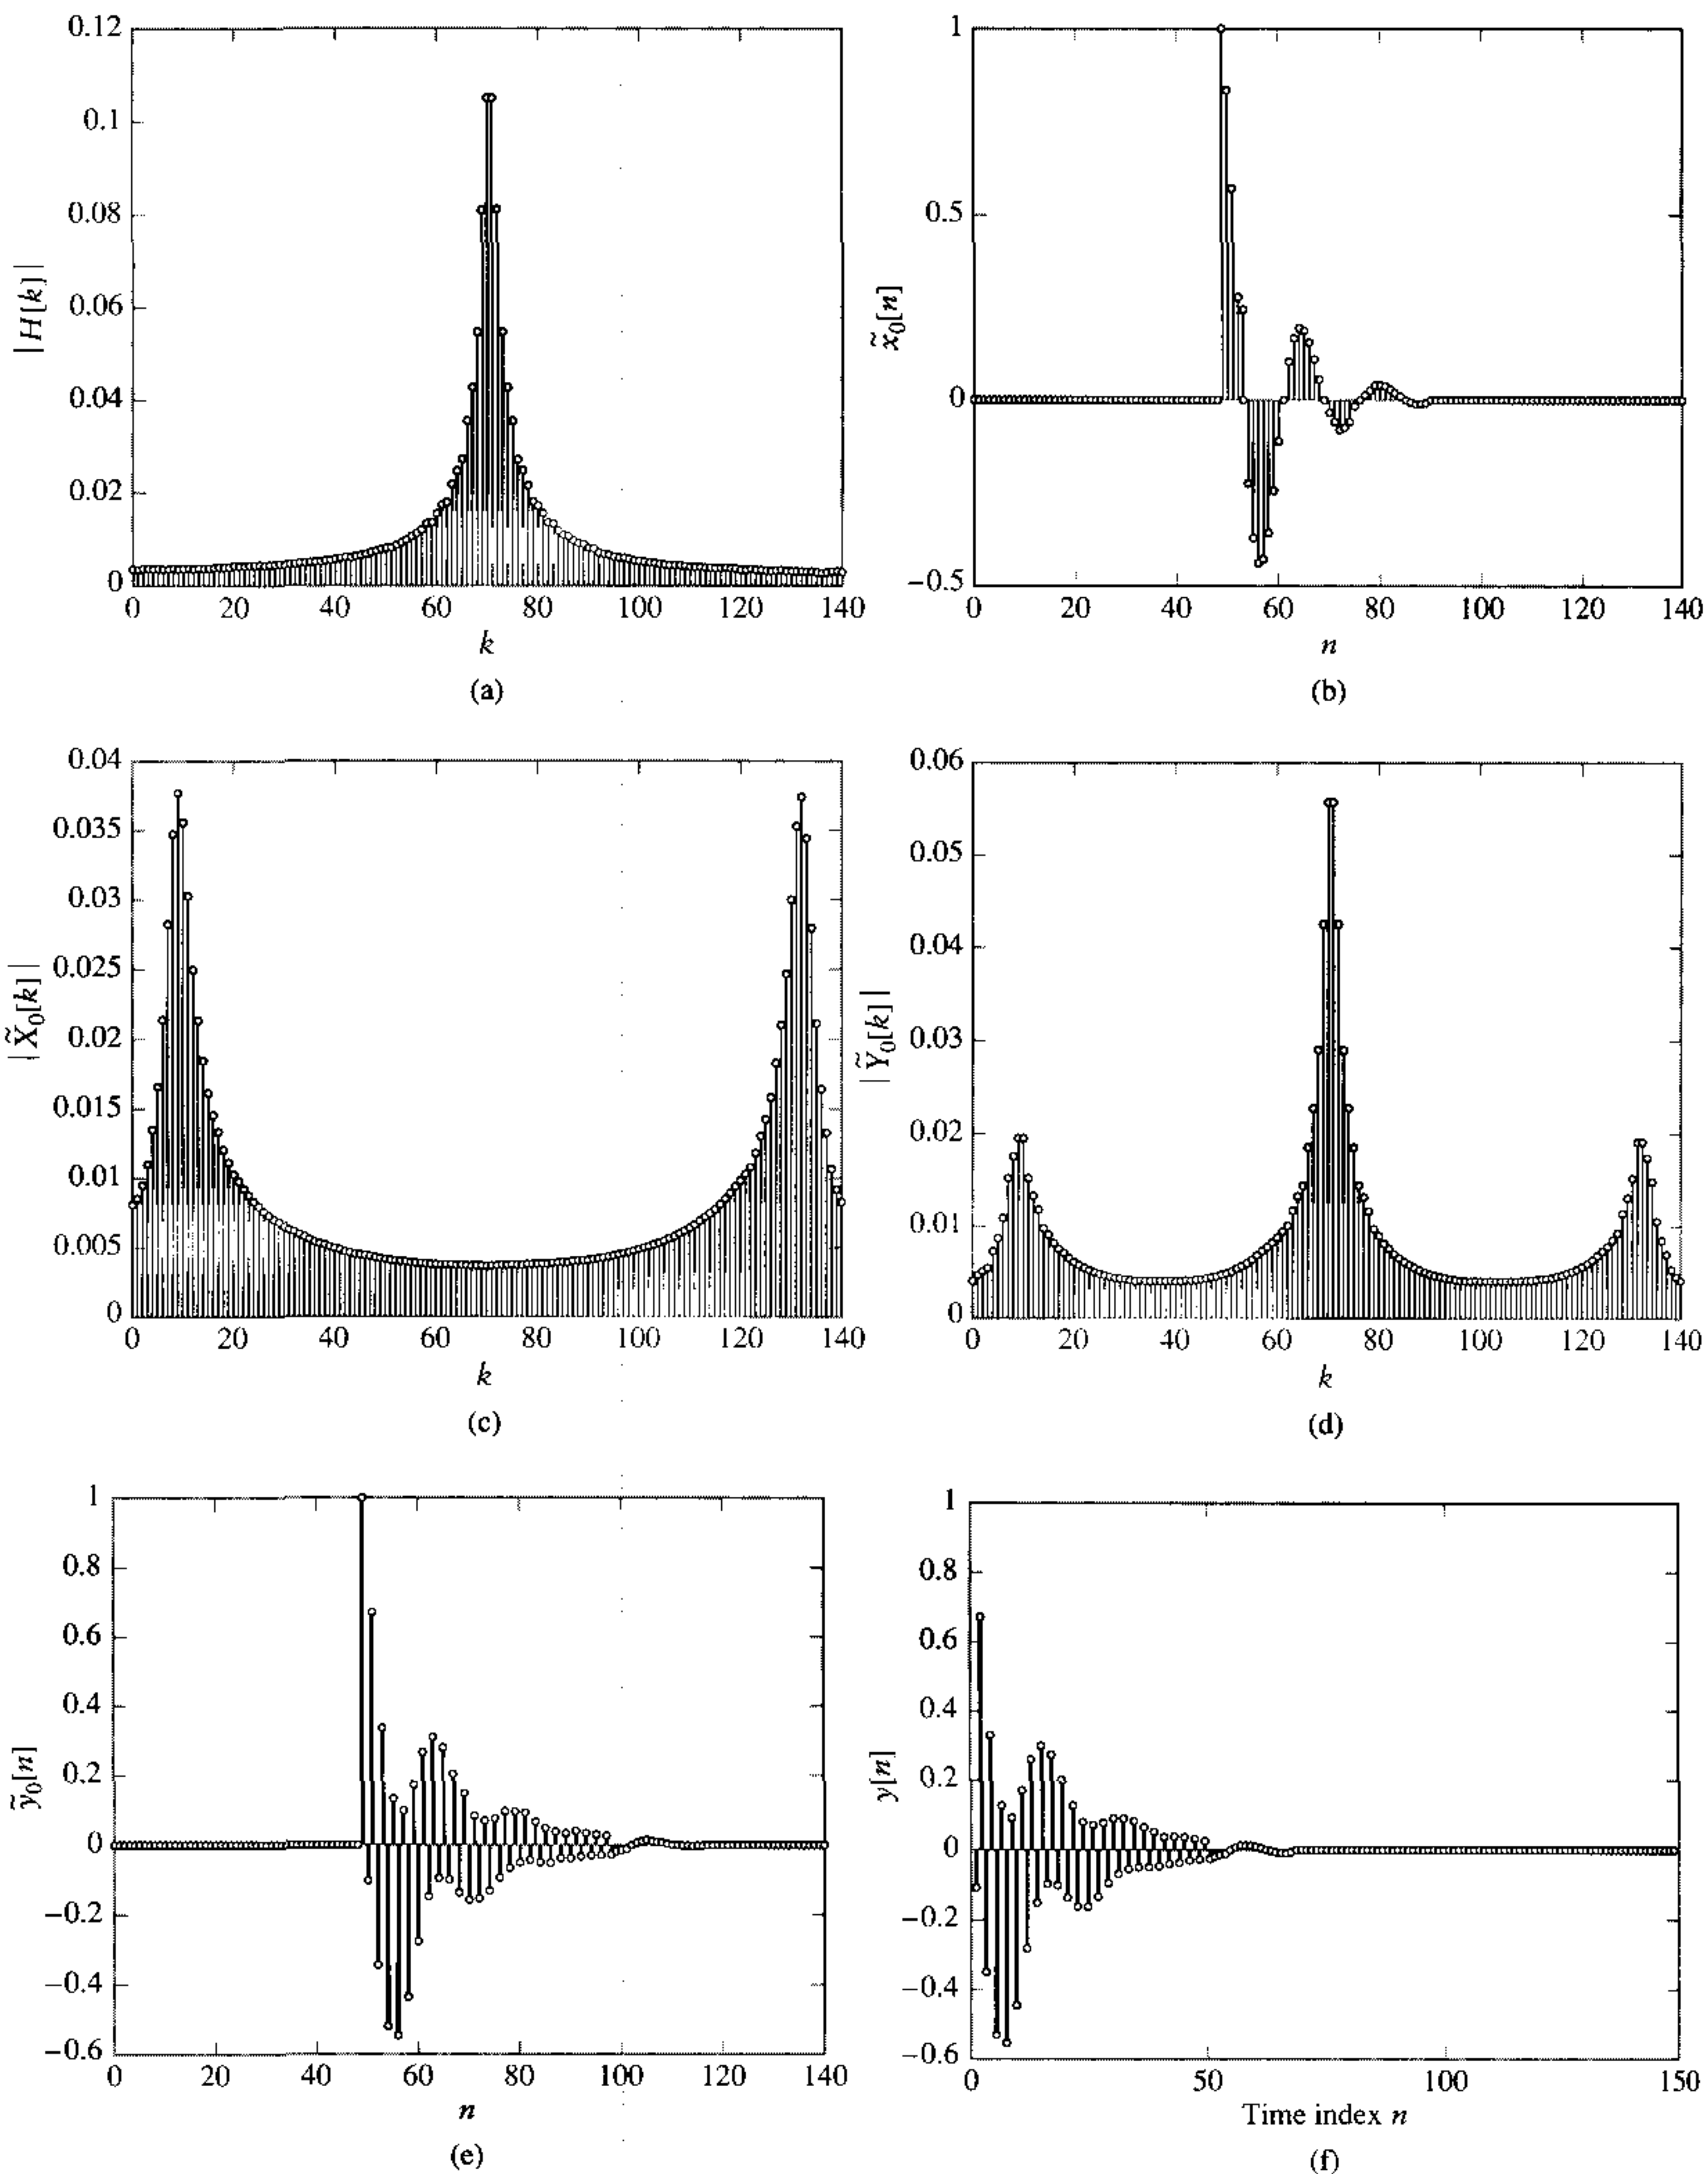 0.12
0.1
0.08
0.06
0.04
0.02
0
|H[k]|
0 20 40 60 80 100 120 140
k
(a)
1
0.5
0
−0.5
x̃₀[n]
0 20 40 60 80 100 120 140
n
(b)
0.04
0.035
0.03
0.025
0.02
0.015
0.01
0.005
0
|X̃₀[k]|
0 20 40 60 80 100 120 140
k
(c)
0.06
0.05
0.04
0.03
0.02
0.01
0
|Ỹ₀[k]|
0 20 40 60 80 100 120 140
k
(d)
1
0.8
0.6
0.4
0.2
0
−0.2
−0.4
−0.6
ỹ₀[n]
0 20 40 60 80 100 120 140
n
(e)
1
0.8
0.6
0.4
0.2
0
−0.2
−0.4
−0.6
y[n]
0 50 100 150
Time index n
(f)